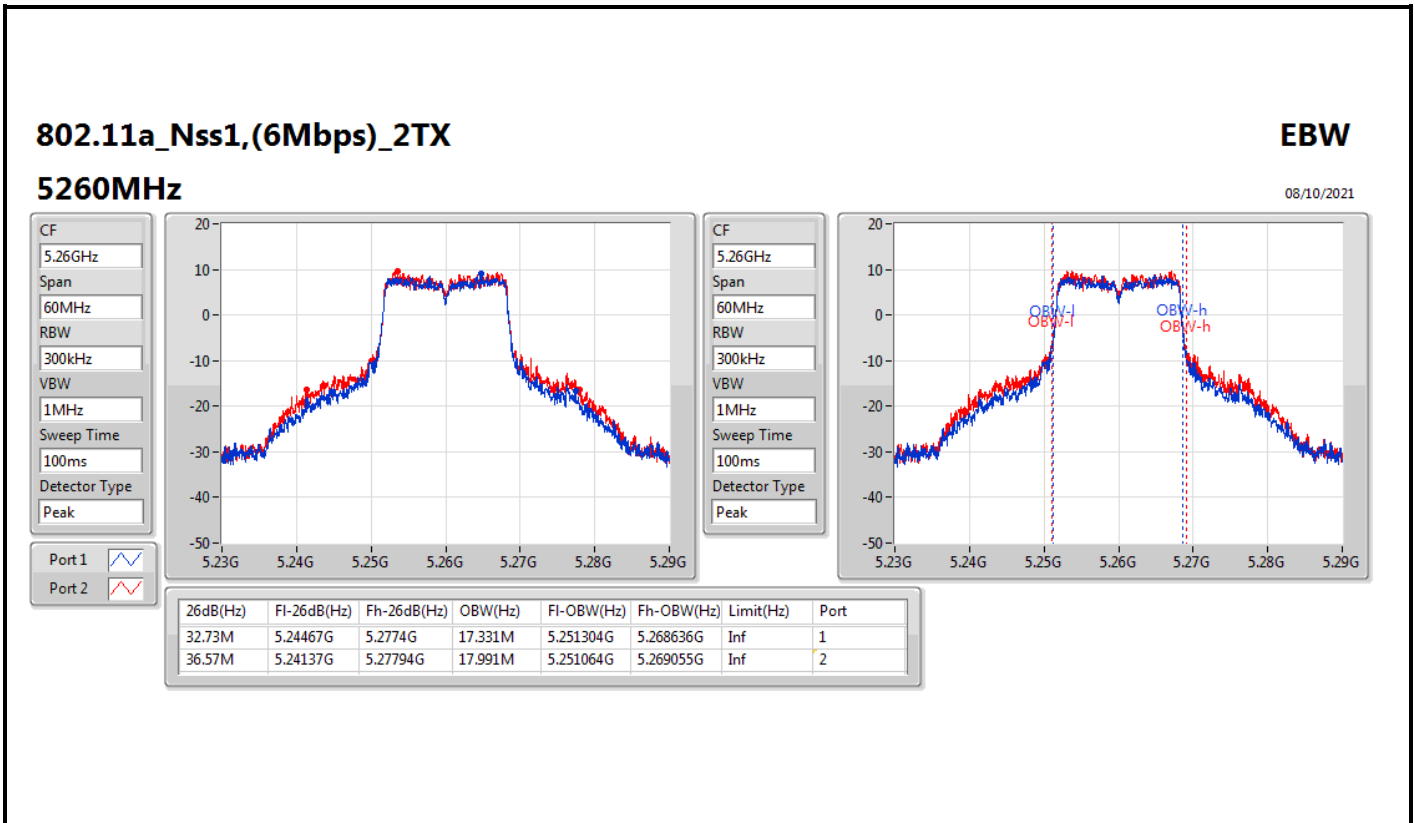 802.11a_Nss1,(6Mbps)_2TX
EBW
5260MHz
08/10/2021
CF
5.26GHz
Span
60MHz
RBW
300kHz
VBW
1MHz
Sweep Time
100ms
Detector Type
Peak
Port 1
Port 2
20
10
0
-10
-20
-30
-40
-50
5.23G 5.24G 5.25G 5.26G 5.27G 5.28G 5.29G
CF
5.26GHz
Span
60MHz
RBW
300kHz
VBW
1MHz
Sweep Time
100ms
Detector Type
Peak
20
10
0
-10
-20
-30
-40
-50
OBW-l
OBW-l
OBW-h
OBW-h
5.23G 5.24G 5.25G 5.26G 5.27G 5.28G 5.29G
26dB(Hz) Fl-26dB(Hz) Fh-26dB(Hz) OBW(Hz) Fl-OBW(Hz) Fh-OBW(Hz) Limit(Hz) Port
32.73M 5.24467G 5.2774G 17.331M 5.251304G 5.268636G Inf 1
36.57M 5.24137G 5.27794G 17.991M 5.251064G 5.269055G Inf 2